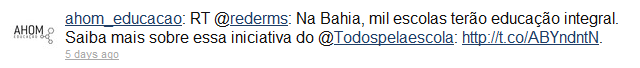 AHOM
EDUCAÇÃO
ahom_educacao: RT @rederms: Na Bahia, mil escolas terão educação integral.
Saiba mais sobre essa iniciativa do @Todospelaescola: http://t.co/ABYndntN.
5 days ago